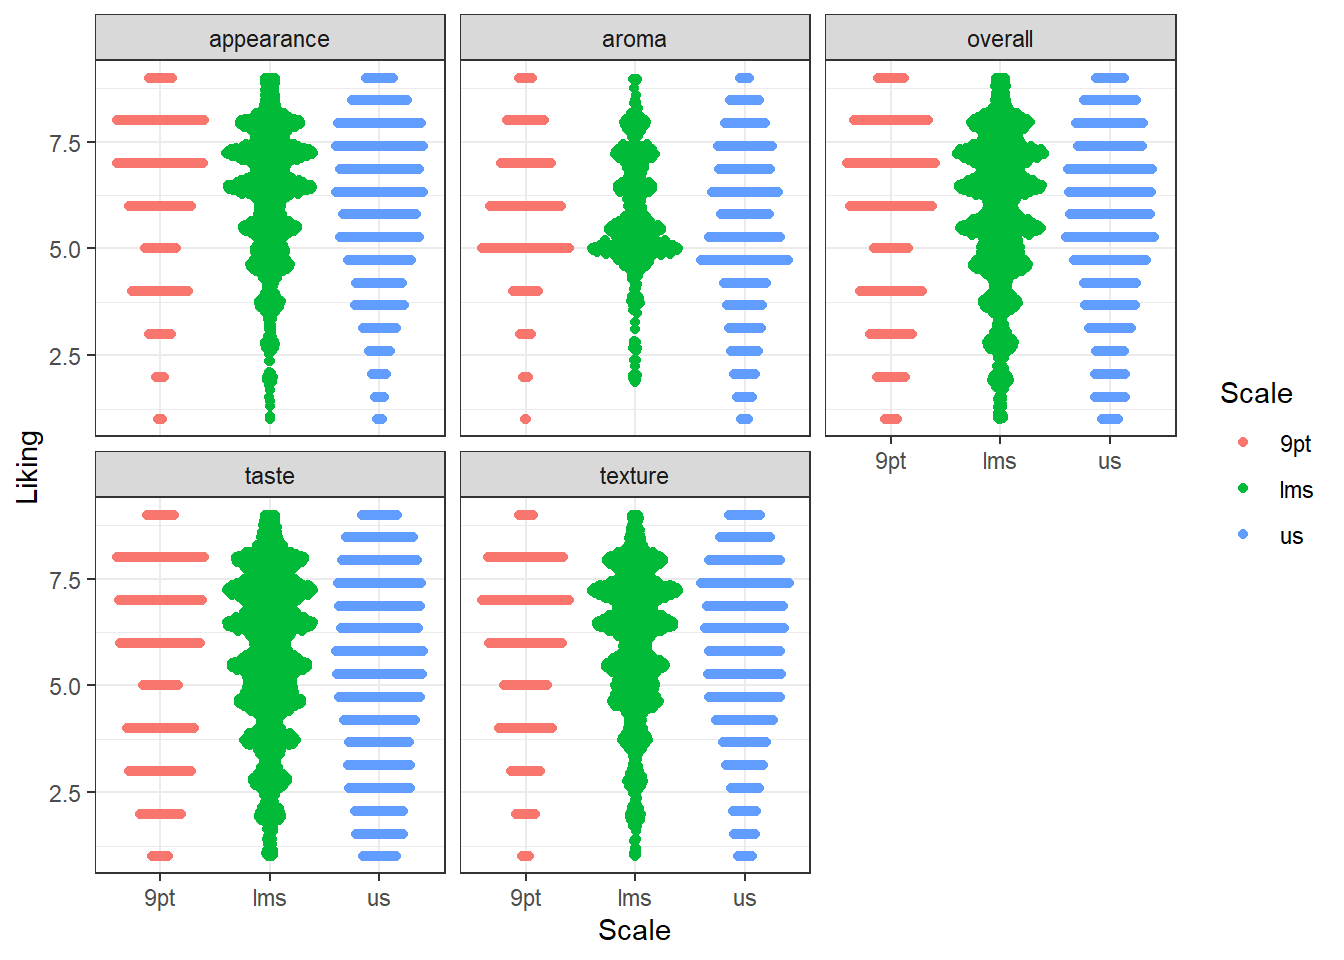 appearance
aroma
overall
7.5
5.0
2.5
9pt
lms
us
Liking
taste
texture
7.5
5.0
2.5
9pt
lms
us
9pt
lms
us
Scale
Scale
9pt
lms
us